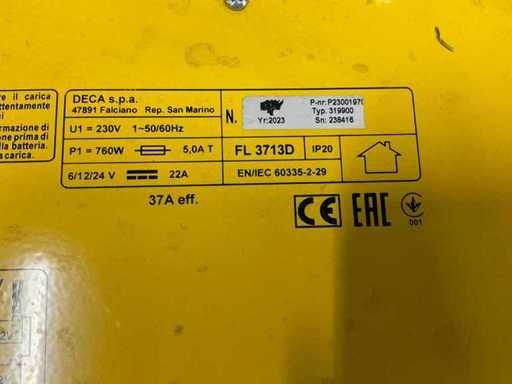 e il carica
ttentamente
ni
rmazione di
one prima di
lla batteria.
a carica.
DECA s.p.a.
47891 Falciano Rep. San Marino
U1 = 230V 1~50/60Hz
P1 = 760W 5,0A T
6/12/24 V 22A
N.
Yr:2023
P-nr:P23001970
Typ. 319900
Sn: 238416
FL 3713D IP20
EN/IEC 60335-2-29
37A eff.
CE EAC
001